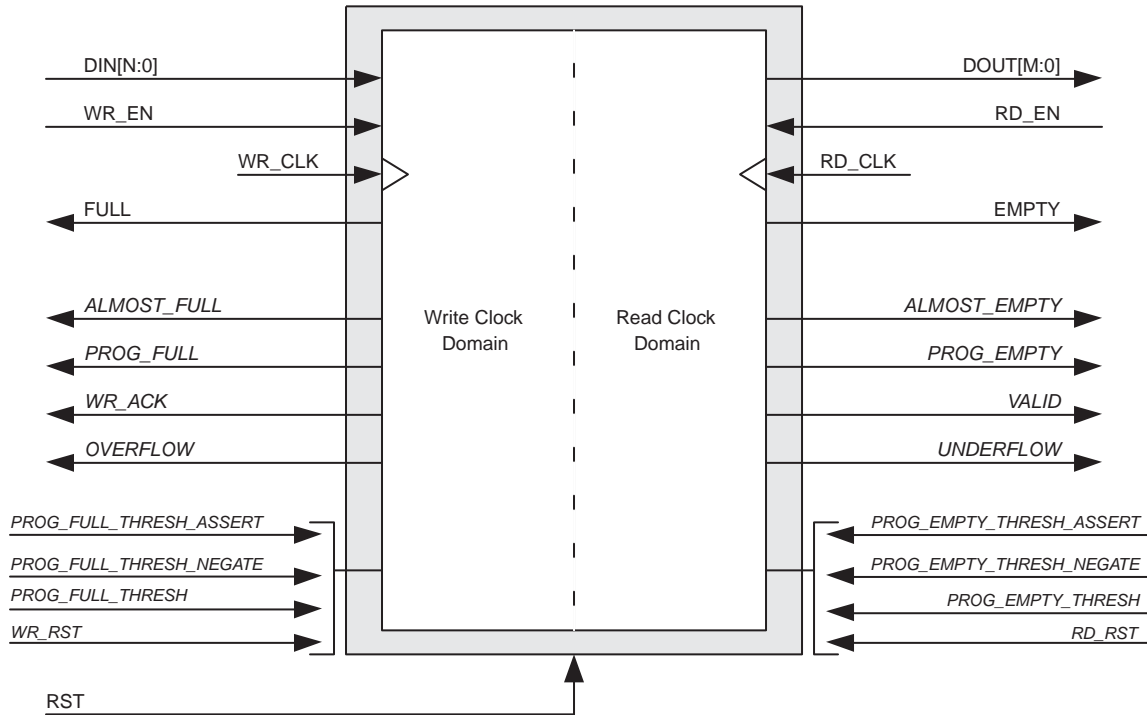 DIN[N:0]
WR_EN
WR_CLK
FULL
ALMOST_FULL
PROG_FULL
WR_ACK
OVERFLOW
PROG_FULL_THRESH_ASSERT
PROG_FULL_THRESH_NEGATE
PROG_FULL_THRESH
WR_RST
RST
Write Clock
Domain
Read Clock
Domain
DOUT[M:0]
RD_EN
RD_CLK
EMPTY
ALMOST_EMPTY
PROG_EMPTY
VALID
UNDERFLOW
PROG_EMPTY_THRESH_ASSERT
PROG_EMPTY_THRESH_NEGATE
PROG_EMPTY_THRESH
RD_RST